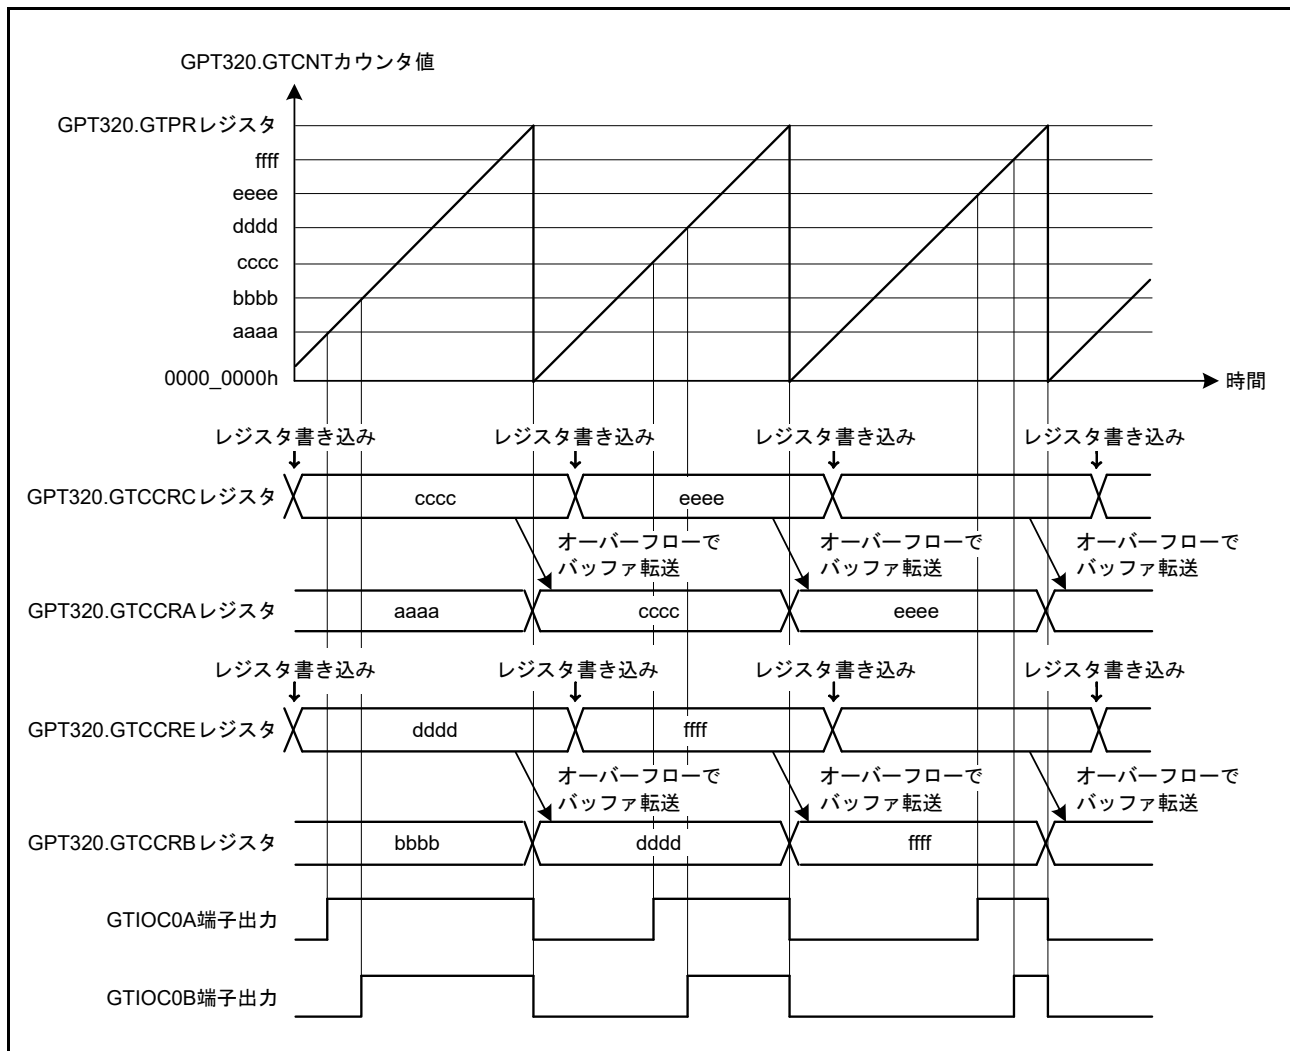 GPT320.GTCNTカウンタ値
GPT320.GTPRレジスタ
ffff
eeee
dddd
cccc
bbbb
aaaa
0000_0000h
時間
レジスタ書き込み
レジスタ書き込み
レジスタ書き込み
レジスタ書き込み
GPT320.GTCCRCレジスタ
cccc
eeee
オーバーフローで
バッファ転送
オーバーフローで
バッファ転送
オーバーフローで
バッファ転送
GPT320.GTCCRAレジスタ
aaaa
cccc
eeee
レジスタ書き込み
レジスタ書き込み
レジスタ書き込み
レジスタ書き込み
GPT320.GTCCREレジスタ
dddd
ffff
オーバーフローで
バッファ転送
オーバーフローで
バッファ転送
オーバーフローで
バッファ転送
GPT320.GTCCRBレジスタ
bbbb
dddd
ffff
GTIOC0A端子出力
GTIOC0B端子出力